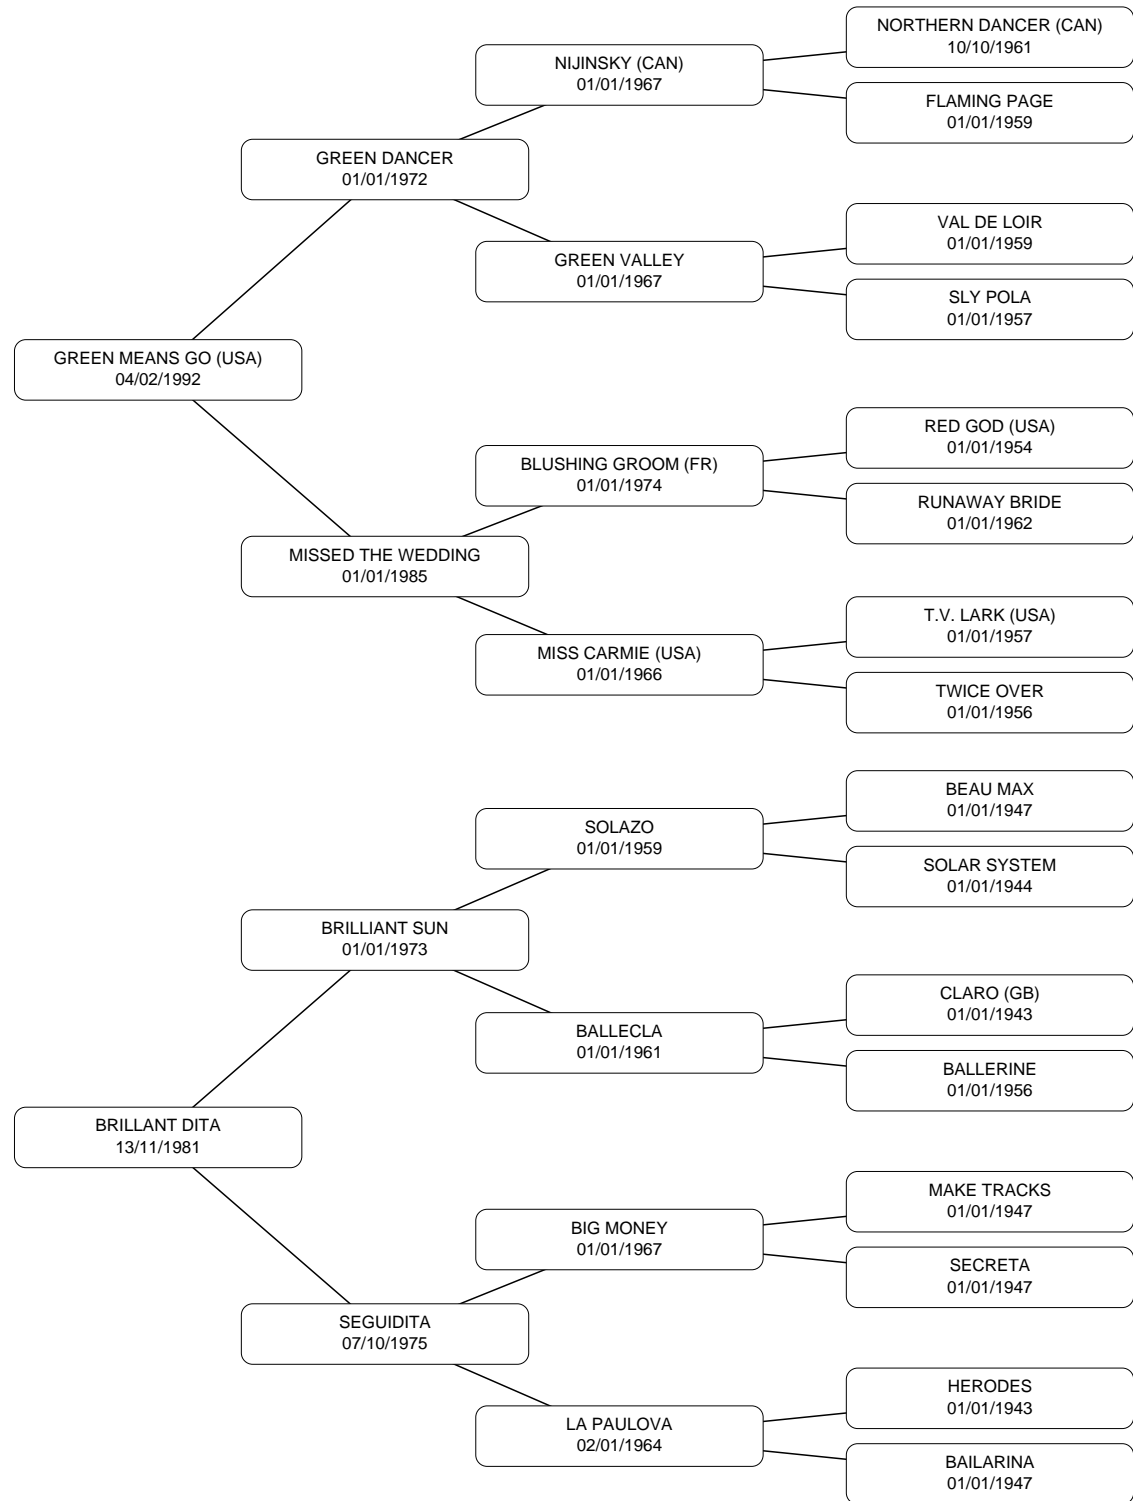 NORTHERN DANCER (CAN)
10/10/1961
NIJINSKY (CAN)
01/01/1967
FLAMING PAGE
01/01/1959
GREEN DANCER
01/01/1972
VAL DE LOIR
01/01/1959
GREEN VALLEY
01/01/1967
SLY POLA
01/01/1957
GREEN MEANS GO (USA)
04/02/1992
RED GOD (USA)
01/01/1954
BLUSHING GROOM (FR)
01/01/1974
RUNAWAY BRIDE
01/01/1962
MISSED THE WEDDING
01/01/1985
T.V. LARK (USA)
01/01/1957
MISS CARMIE (USA)
01/01/1966
TWICE OVER
01/01/1956
BEAU MAX
01/01/1947
SOLAZO
01/01/1959
SOLAR SYSTEM
01/01/1944
BRILLIANT SUN
01/01/1973
CLARO (GB)
01/01/1943
BALLECLA
01/01/1961
BALLERINE
01/01/1956
BRILLANT DITA
13/11/1981
MAKE TRACKS
01/01/1947
BIG MONEY
01/01/1967
SECRETA
01/01/1947
SEGUIDITA
07/10/1975
HERODES
01/01/1943
LA PAULOVA
02/01/1964
BAILARINA
01/01/1947